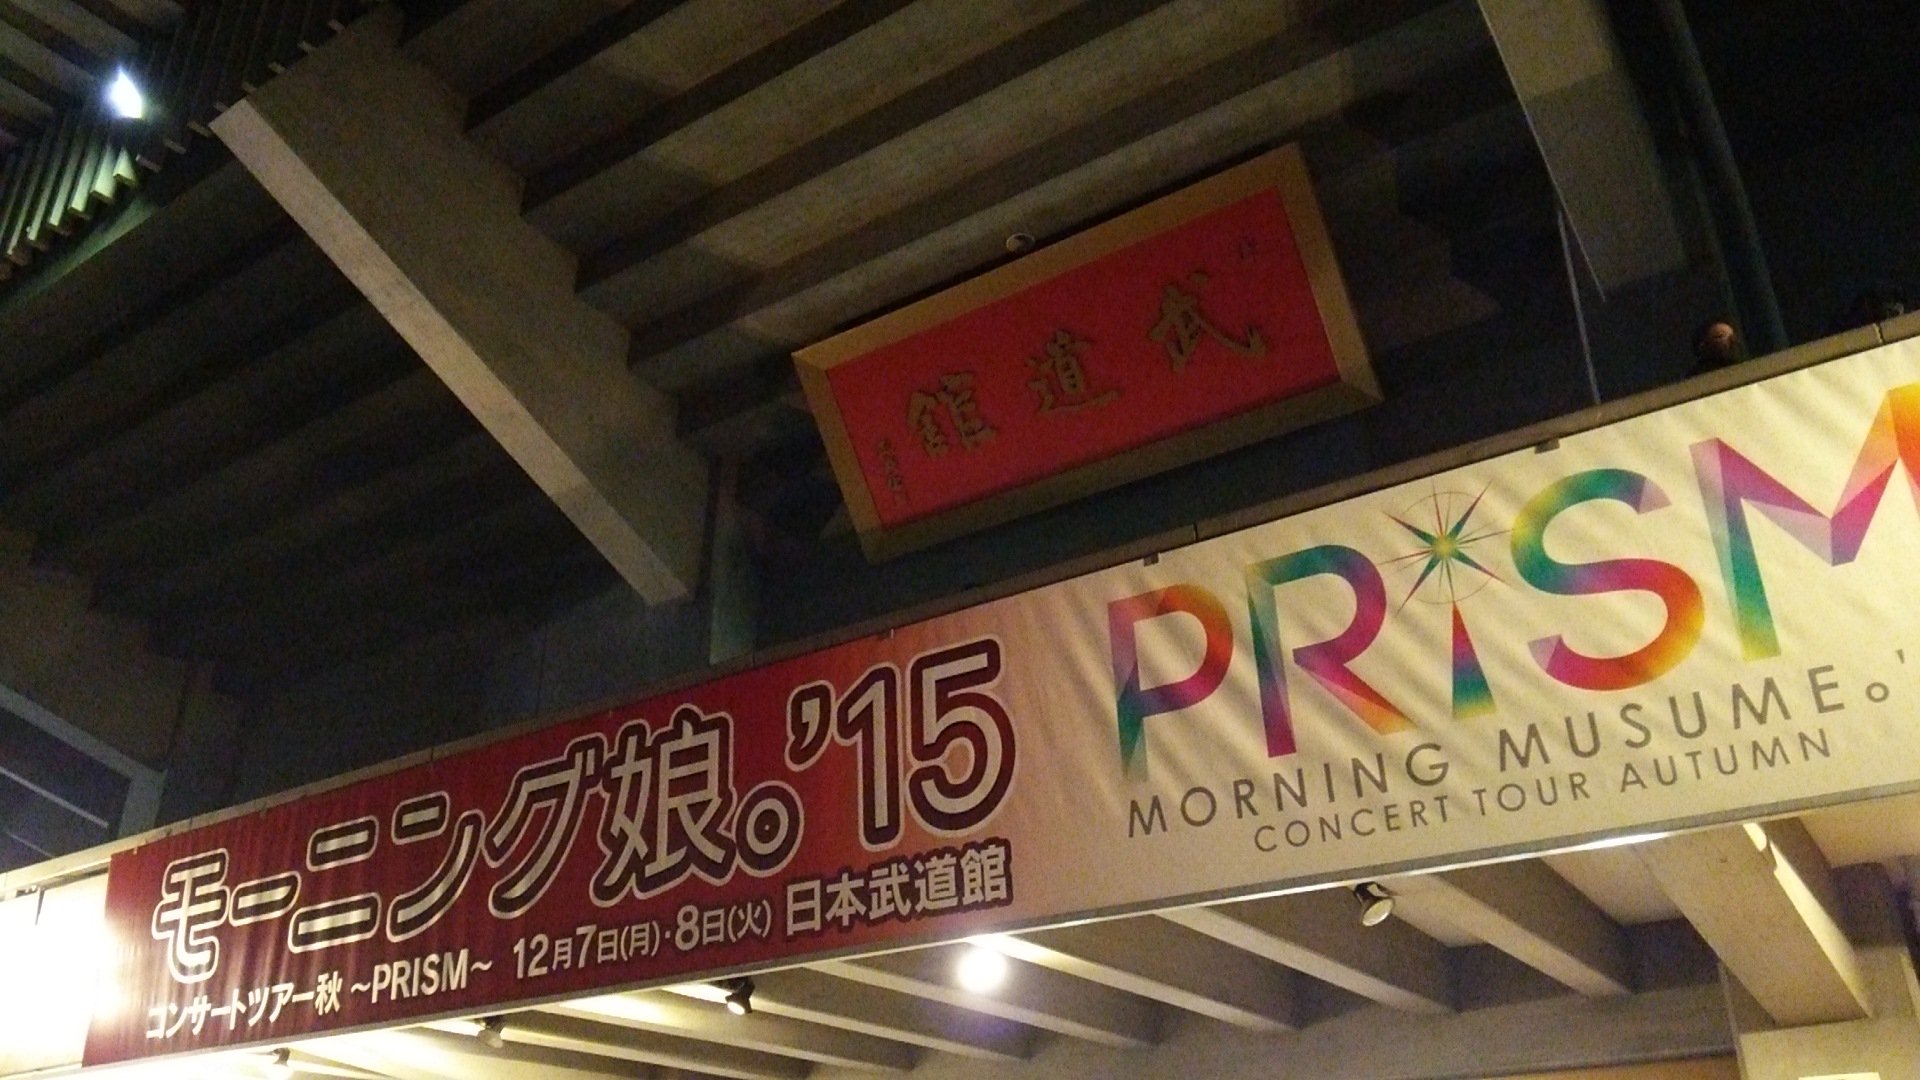 武道館
モーニング娘。'15
コンサートツアー秋 ~PRISM~ 12月7日(月)・8日(火) 日本武道館
PRiSM
MORNING MUSUME。'
CONCERT TOUR AUTUMN